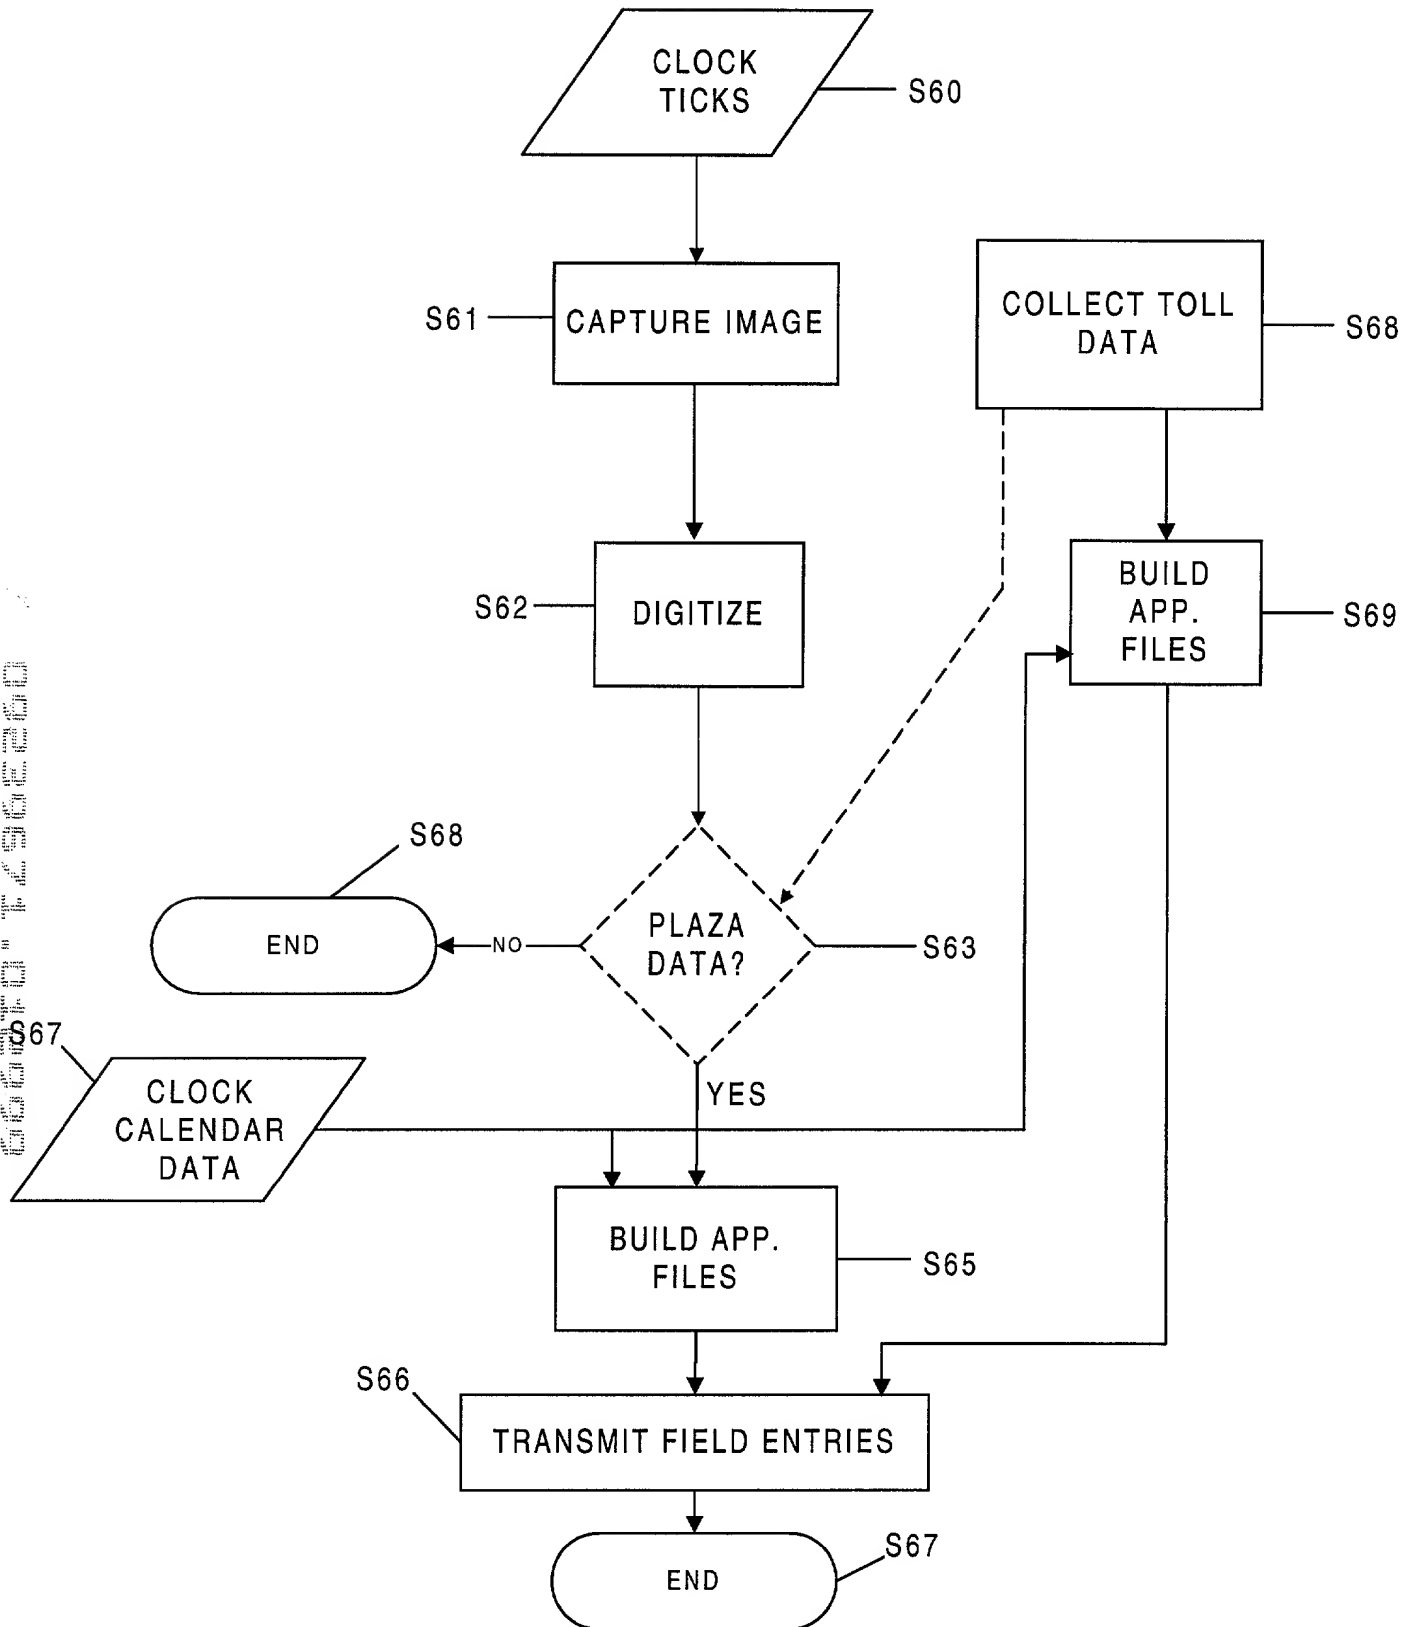 CLOCK
TICKS
S60
S61
CAPTURE IMAGE
COLLECT TOLL
DATA
S68
S62
DIGITIZE
BUILD
APP.
FILES
S69
S68
END
NO
PLAZA
DATA?
S63
S67
CLOCK
CALENDAR
DATA
YES
BUILD APP.
FILES
S65
S66
TRANSMIT FIELD ENTRIES
S67
END